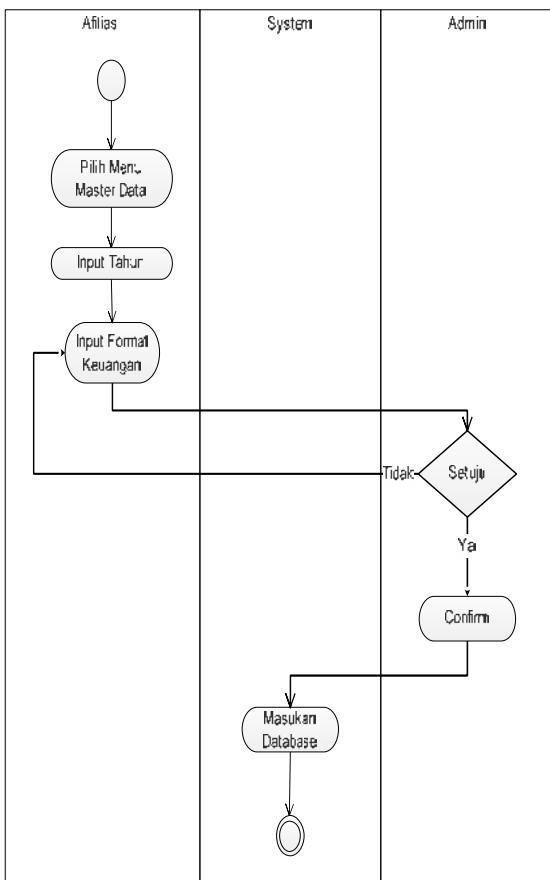 Afilias
System
Admin
Pilih Menu
Master Data
Input Tahun
Input Format
Keuangan
Setuju
Tidak
Ya
Confirm
Masukan
Database